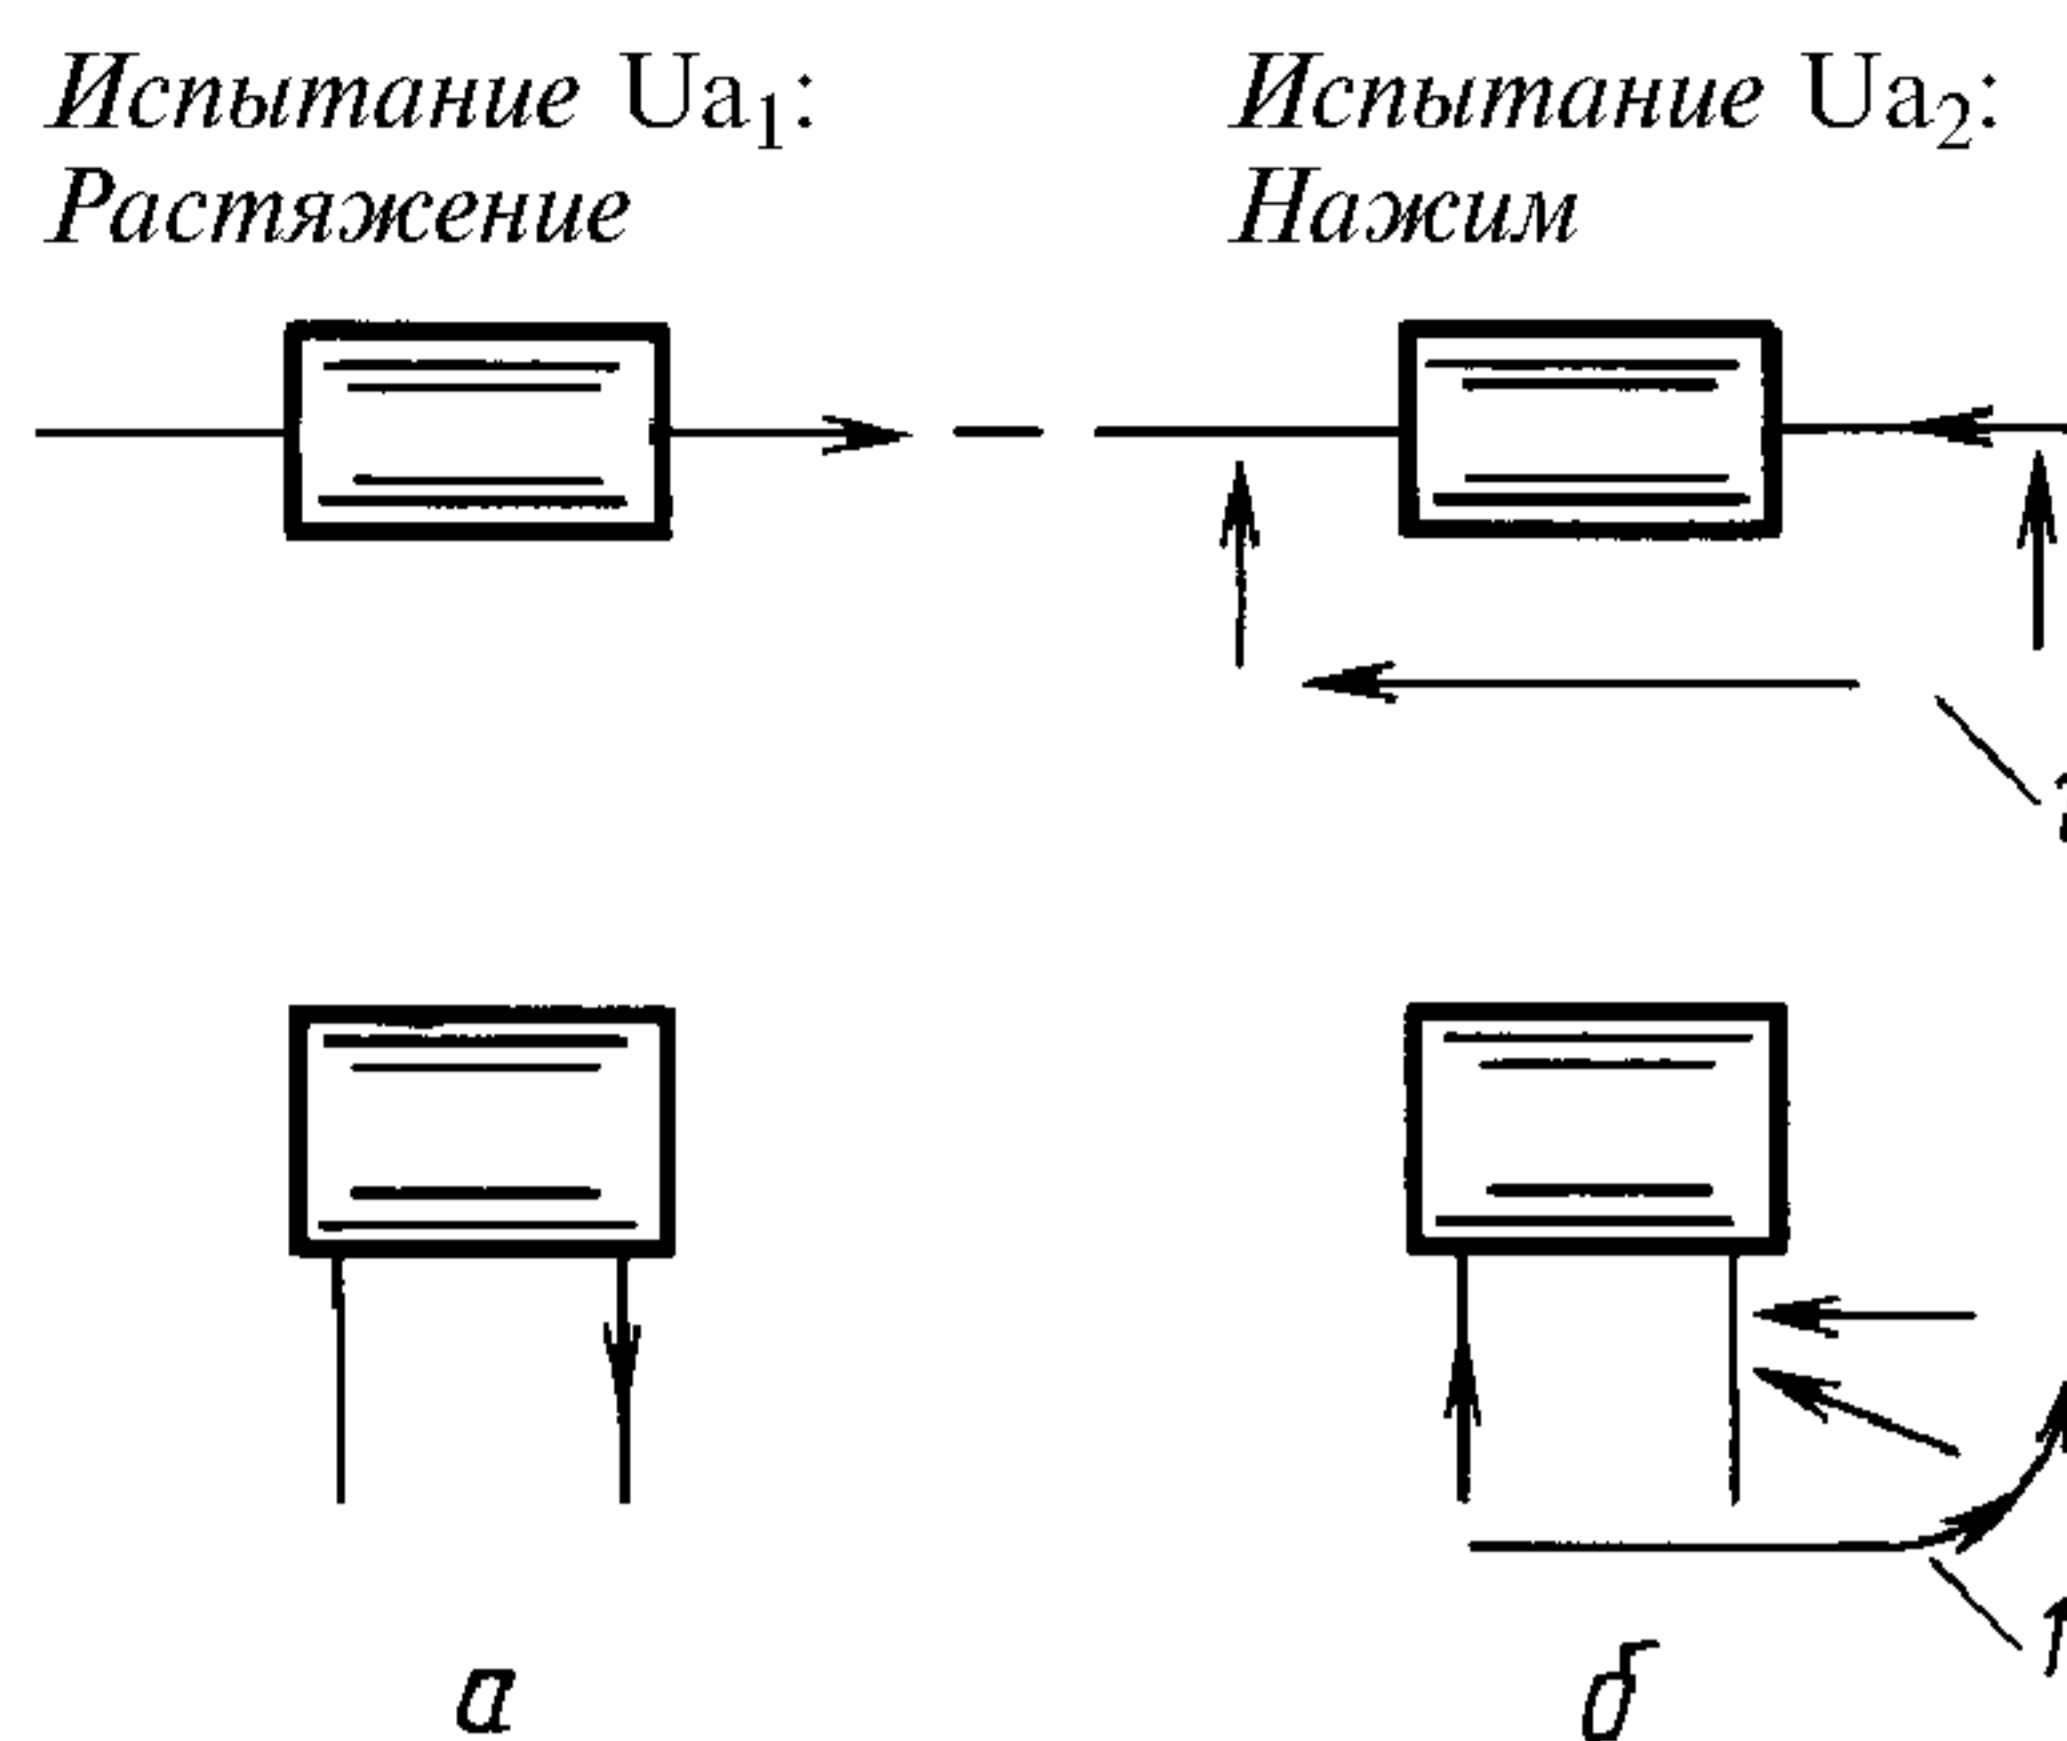 Испытание Ua₁:
Растяжение
Испытание Ua₂:
Нажим
а
б